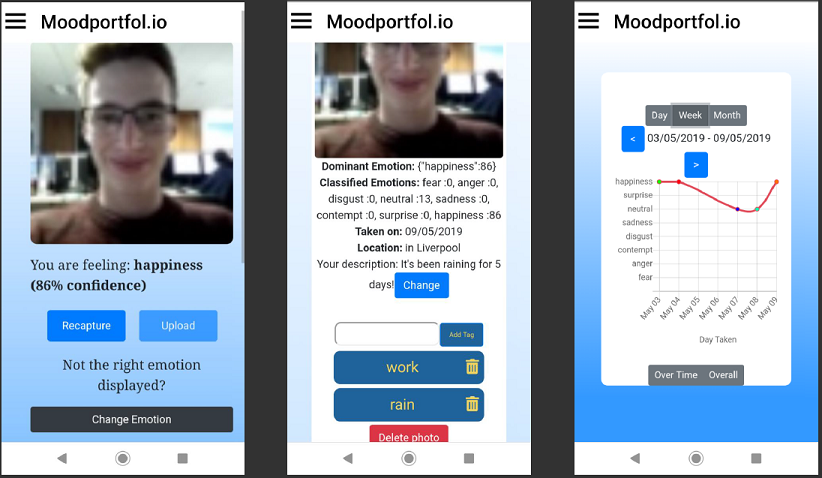 Moodportfol.io
You are feeling: happiness
(86% confidence)
Recapture
Upload
Not the right emotion
displayed?
Change Emotion
Moodportfol.io
Dominant Emotion: {"happiness":86}
Classified Emotions: fear :0, anger :0,
disgust :0, neutral :13, sadness :0,
contempt :0, surprise :0, happiness :86
Taken on: 09/05/2019
Location: in Liverpool
Your description: It's been raining for 5
days! Change
Add Tag
work
rain
Delete photo
Moodportfol.io
Day Week Month
< 03/05/2019 - 09/05/2019
>
happiness
surprise
neutral
sadness
disgust
contempt
anger
fear
May 03
May 04
May 05
May 06
May 07
May 08
May 09
Day Taken
Over Time Overall